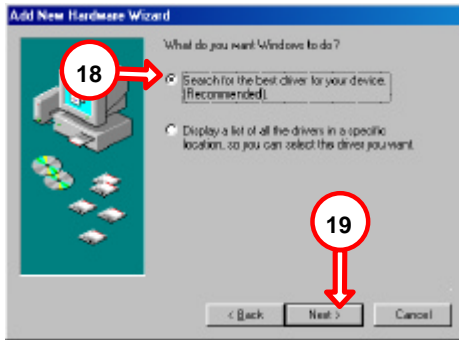 Add New Hardware Wizard
What do you want Windows to do?
18
Search for the best driver for your device.
(Recommended).
Display a list of all the drivers in a specific
location, so you can select the driver you want.
19
< Back
Next >
Cancel